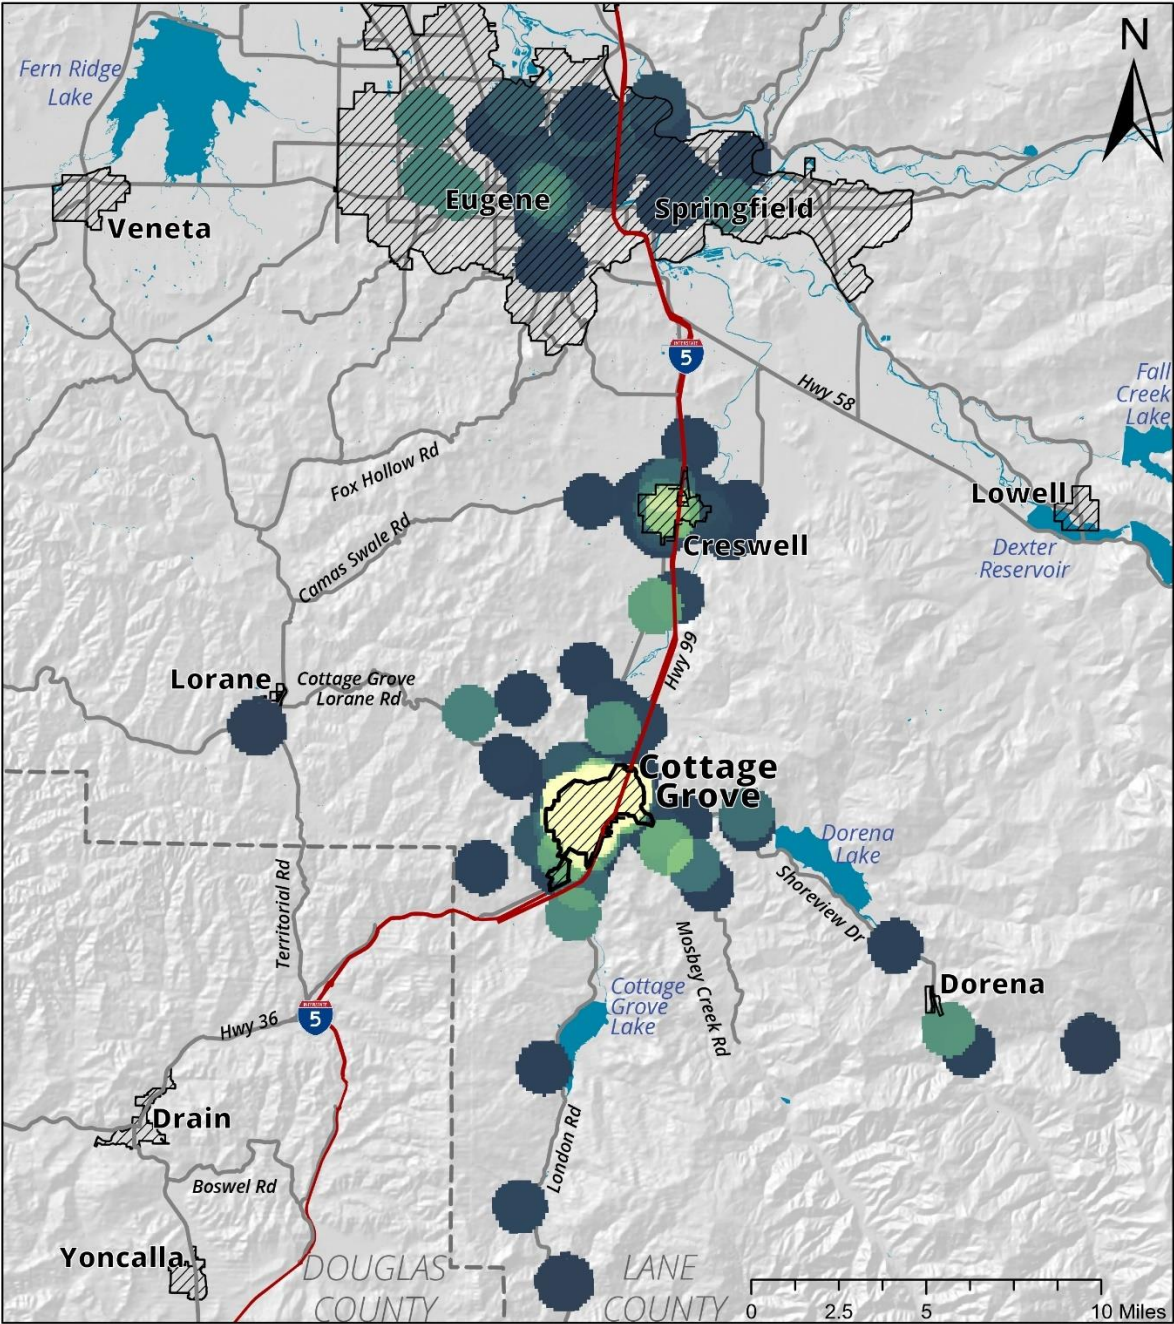 N
Fern Ridge
Lake
Veneta
Eugene
Springfield
INTERSTATE
5
Hwy 58
Fall
Creek
Lake
Fox Hollow Rd
Lowell
Camas Swale Rd
Creswell
Dexter
Reservoir
Hwy 99
Lorane
Cottage Grove
Lorane Rd
Cottage
Grove
Dorena
Lake
Shoreview Dr
Territorial Rd
Mosbey Creek Rd
Dorena
Cottage
Grove
Lake
INTERSTATE
5
Hwy 36
Drain
London Rd
Boswel Rd
Yoncalla
DOUGLAS
COUNTY
LANE
COUNTY
0 2.5 5 10 Miles